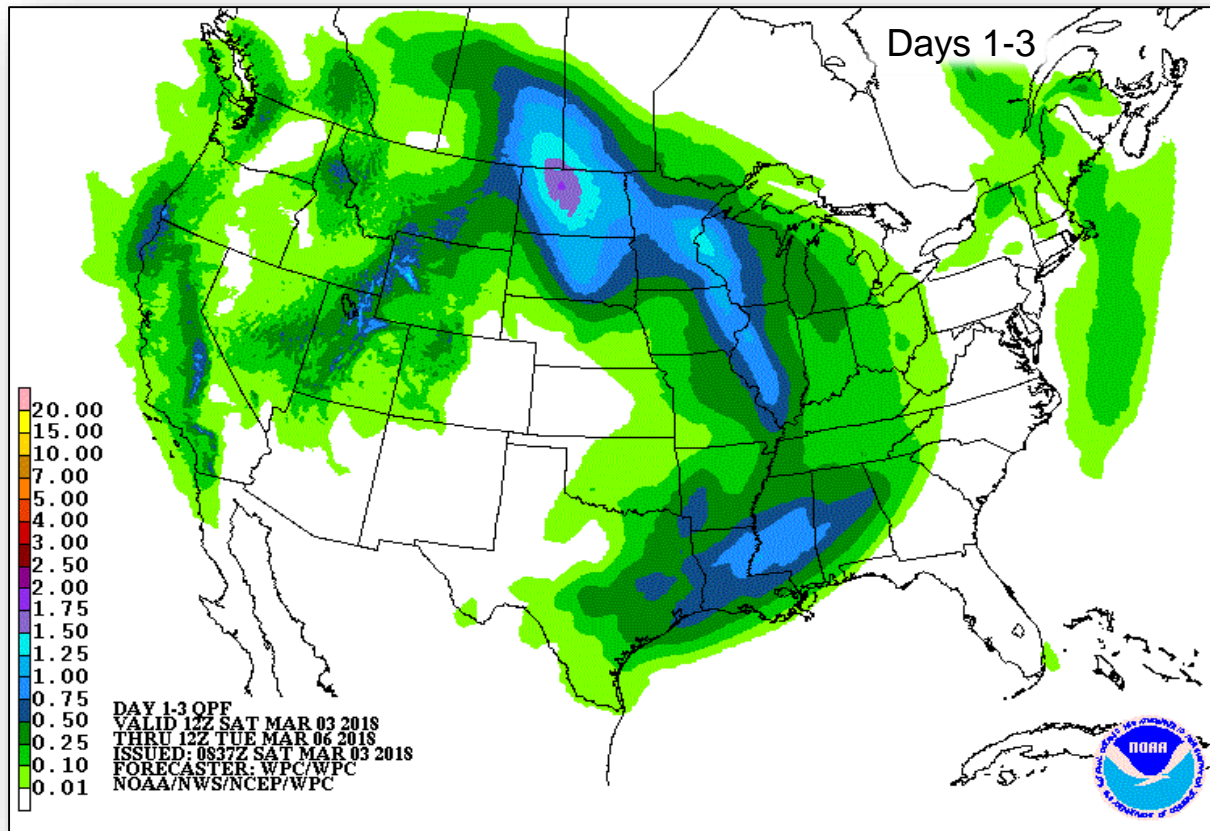 Days 1-3
20.00
15.00
10.00
7.00
5.00
4.00
3.00
2.50
2.00
1.75
1.50
1.25
1.00
0.75
0.50
0.25
0.10
0.01
DAY 1-3 QPF
VALID 12Z SAT MAR 03 2018
THRU 12Z TUE MAR 06 2018
ISSUED: 0837Z SAT MAR 03 2018
FORECASTER: WPC/WPC
NOAA/NWS/NCEP/WPC
NOAA